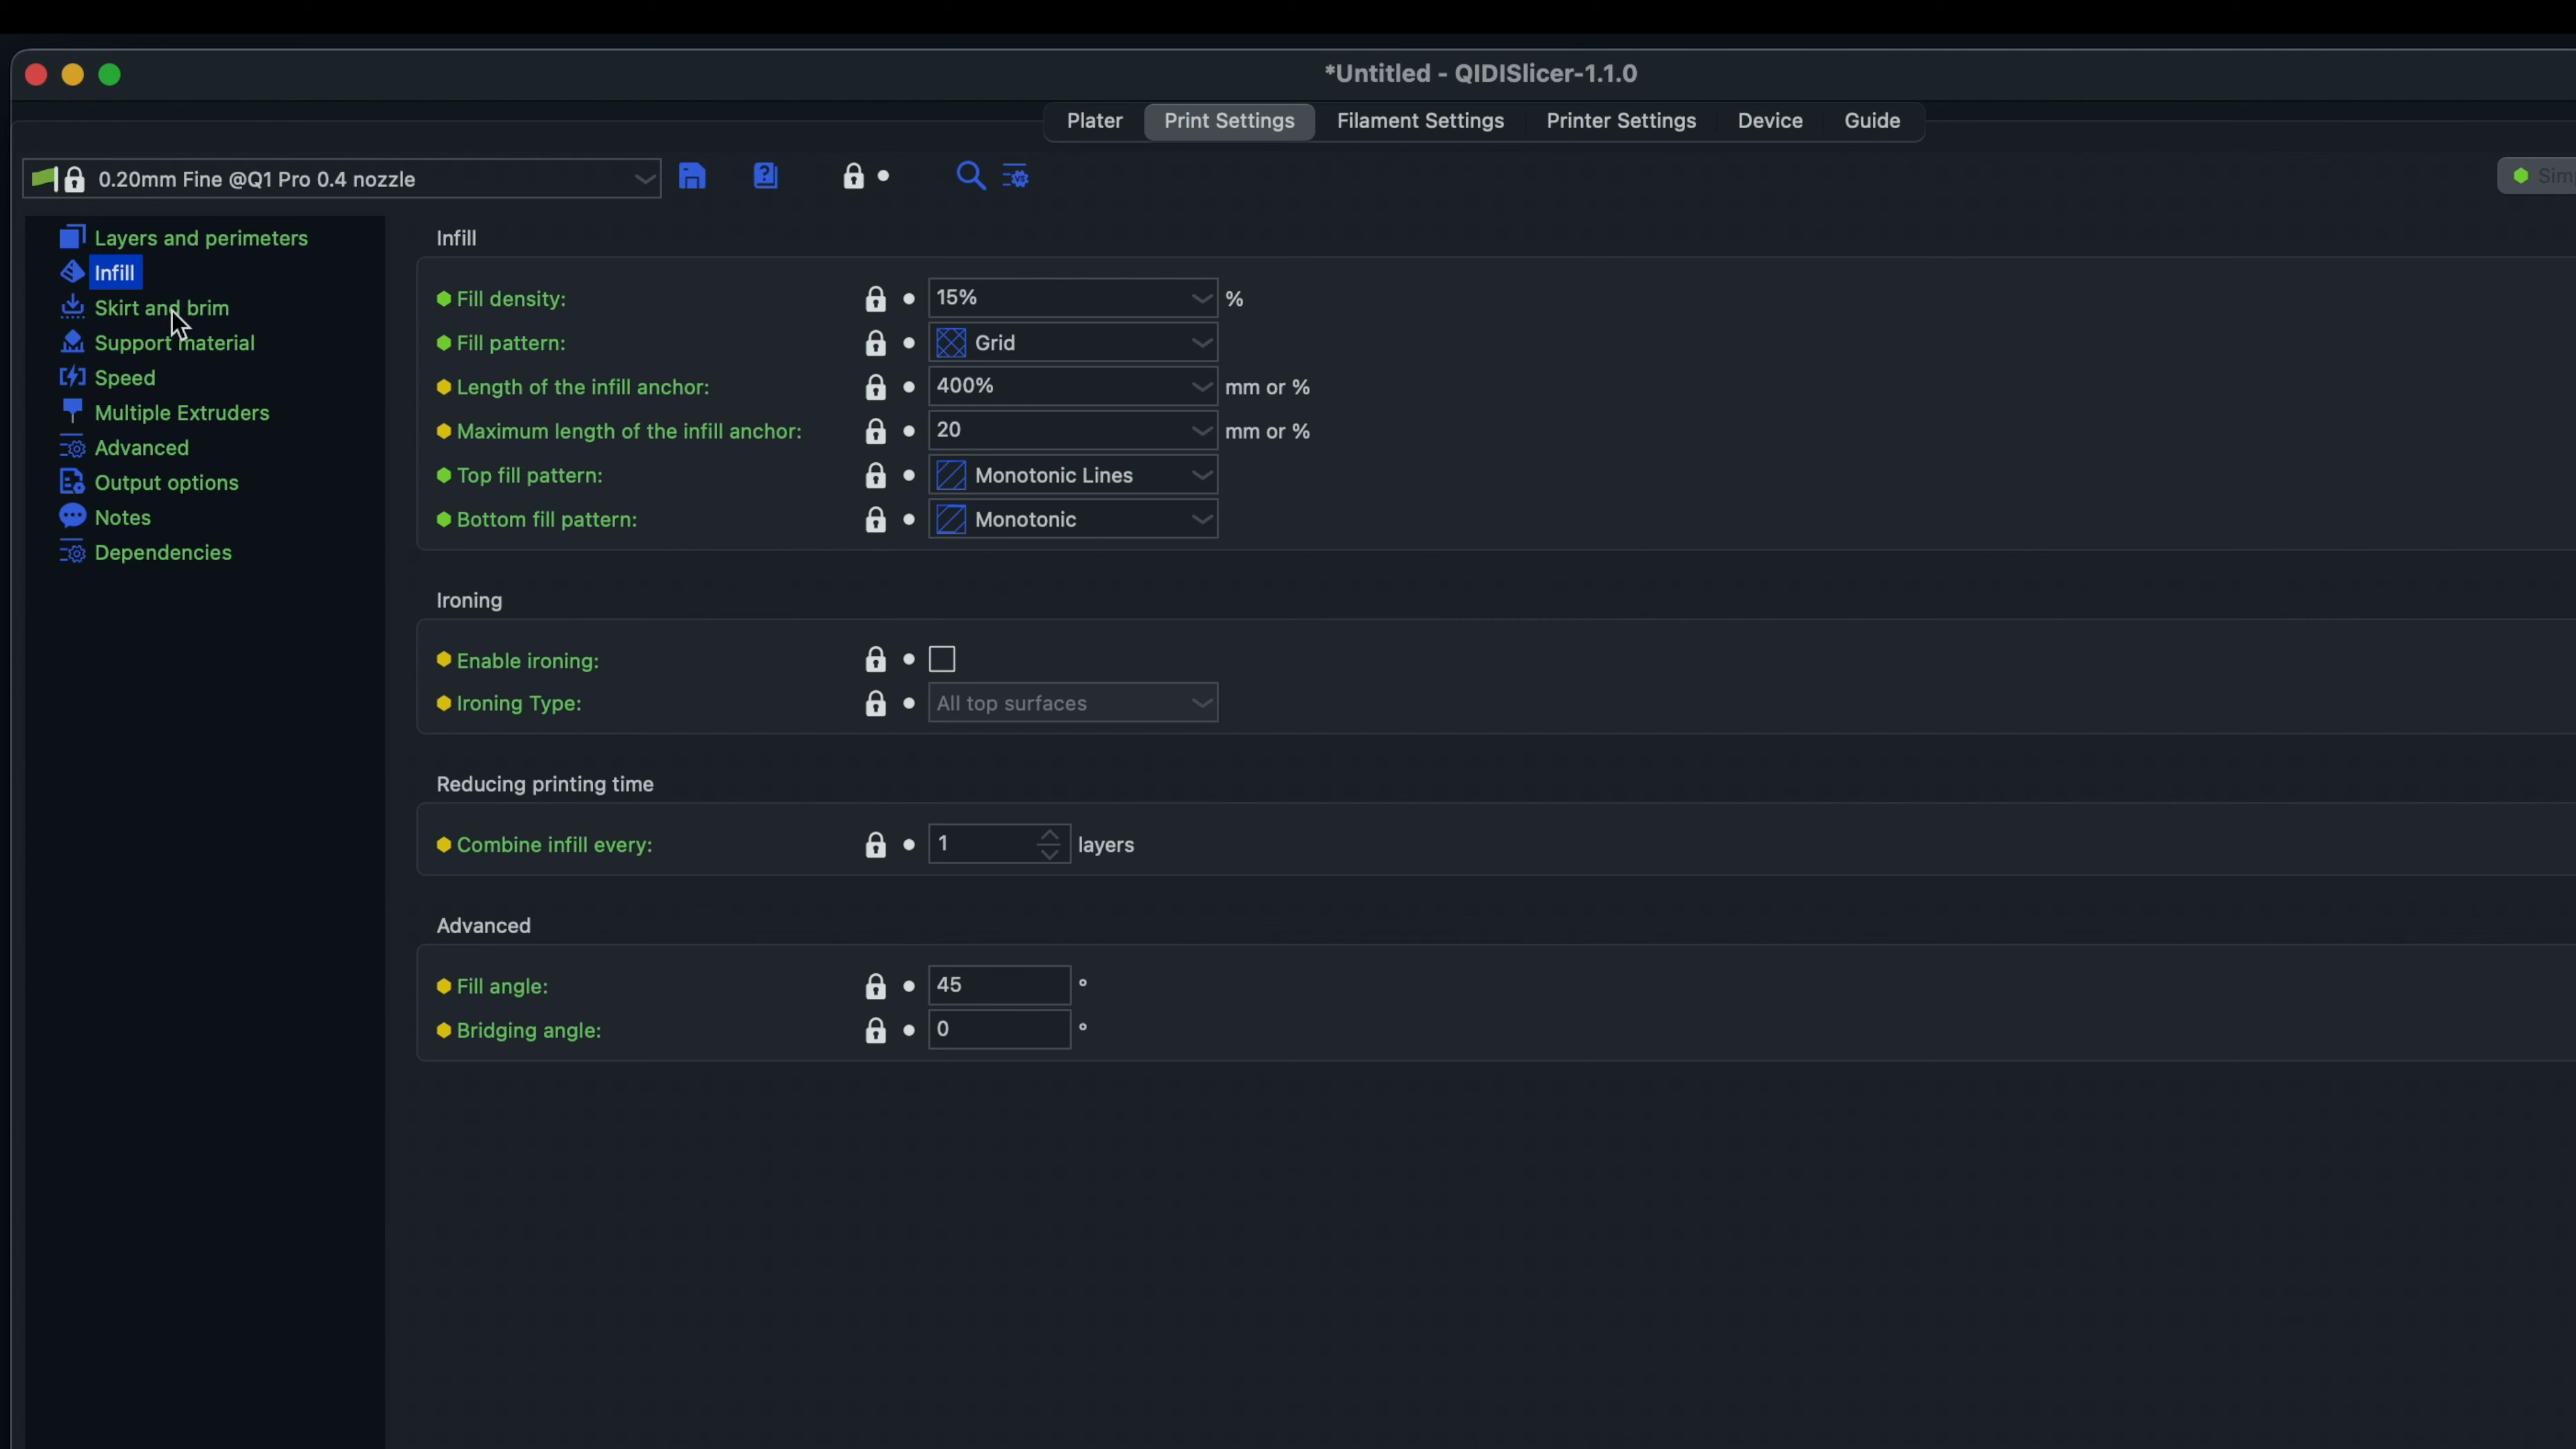 *Untitled - QIDISlicer-1.1.0
Plater Print Settings Filament Settings Printer Settings Device Guide
0.20mm Fine @Q1 Pro 0.4 nozzle
Layers and perimeters
Infill
Skirt and brim
Support material
Speed
Multiple Extruders
Advanced
Output options
Notes
Dependencies
Infill
Fill density: 15% %
Fill pattern: Grid
Length of the infill anchor: 400% mm or %
Maximum length of the infill anchor: 20 mm or %
Top fill pattern: Monotonic Lines
Bottom fill pattern: Monotonic
Ironing
Enable ironing:
Ironing Type: All top surfaces
Reducing printing time
Combine infill every: 1 layers
Advanced
Fill angle: 45 °
Bridging angle: 0 °